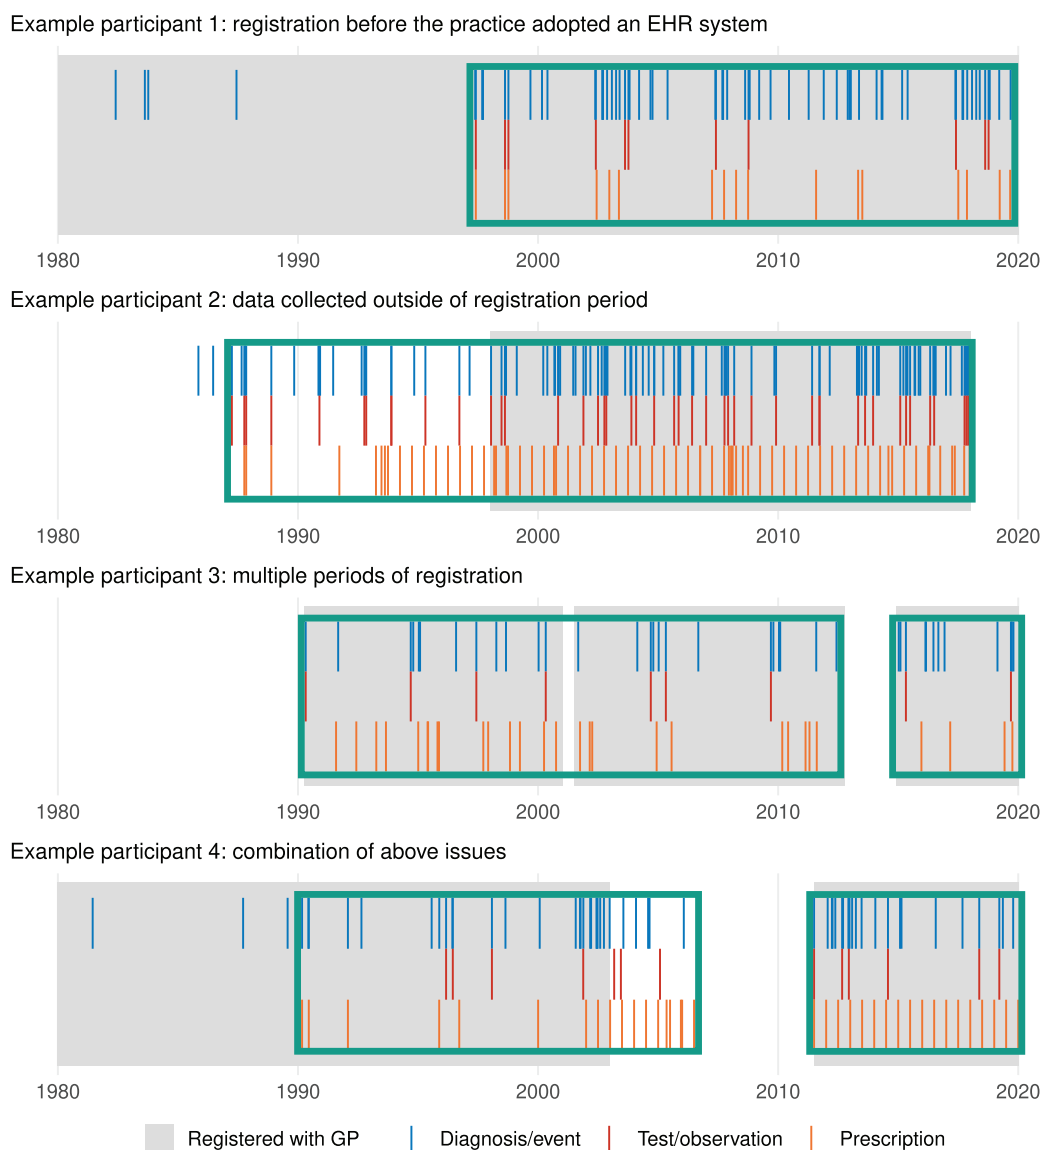 Example participant 1: registration before the practice adopted an EHR system
1980 1990 2000 2010 2020
Example participant 2: data collected outside of registration period
1980 1990 2000 2010 2020
Example participant 3: multiple periods of registration
1980 1990 2000 2010 2020
Example participant 4: combination of above issues
1980 1990 2000 2010 2020
Registered with GP Diagnosis/event Test/observation Prescription